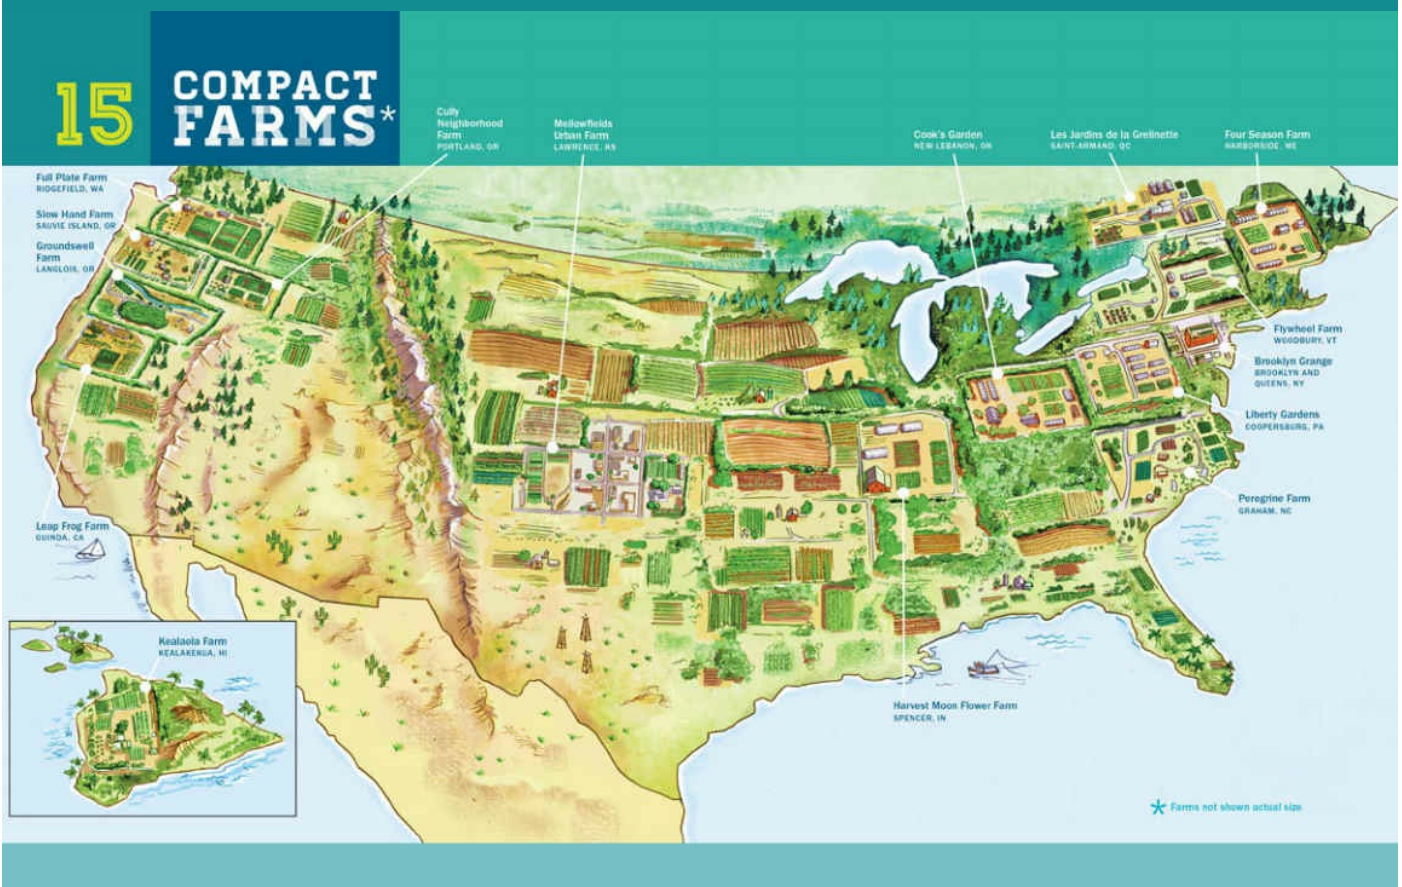 15
COMPACT
FARMS*
Cully
Neighborhood
Farm
PORTLAND, OR
Mellowfields
Urban Farm
LAWRENCE, KS
Cook's Garden
NEW LEBANON, OH
Les Jardins de la Grelinette
SAINT-ARMAND, QC
Four Season Farm
HARBORSIDE, ME
Full Plate Farm
RIDGEFIELD, WA
Slow Hand Farm
SAUVIE ISLAND, OR
Groundswell
Farm
LANGLOIS, OR
Flywheel Farm
WOODBURY, VT
Brooklyn Grange
BROOKLYN AND
QUEENS, NY
Liberty Gardens
COOPERSBURG, PA
Peregrine Farm
GRAHAM, NC
Leap Frog Farm
GUINDA, CA
Kealaola Farm
KEALAKEKUA, HI
Harvest Moon Flower Farm
SPENCER, IN
* Farms not shown actual size